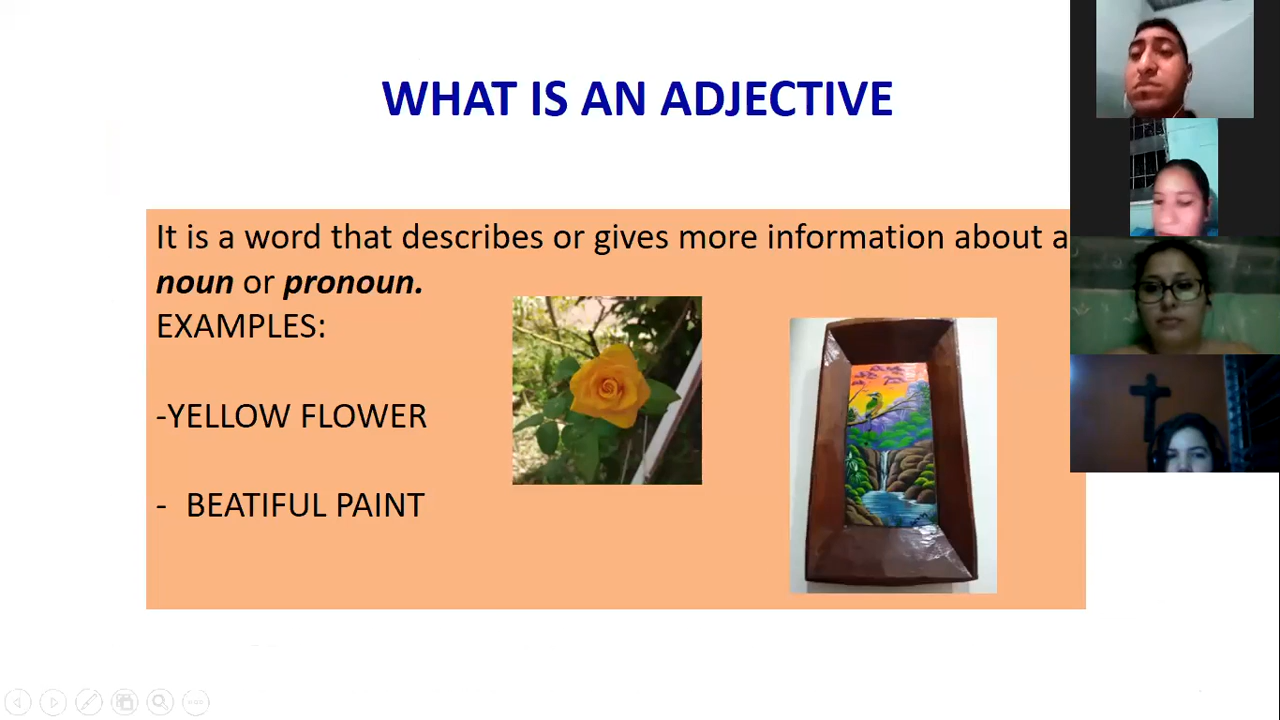 WHAT IS AN ADJECTIVE
It is a word that describes or gives more information about a
noun or pronoun.
EXAMPLES:
-YELLOW FLOWER
- BEATIFUL PAINT